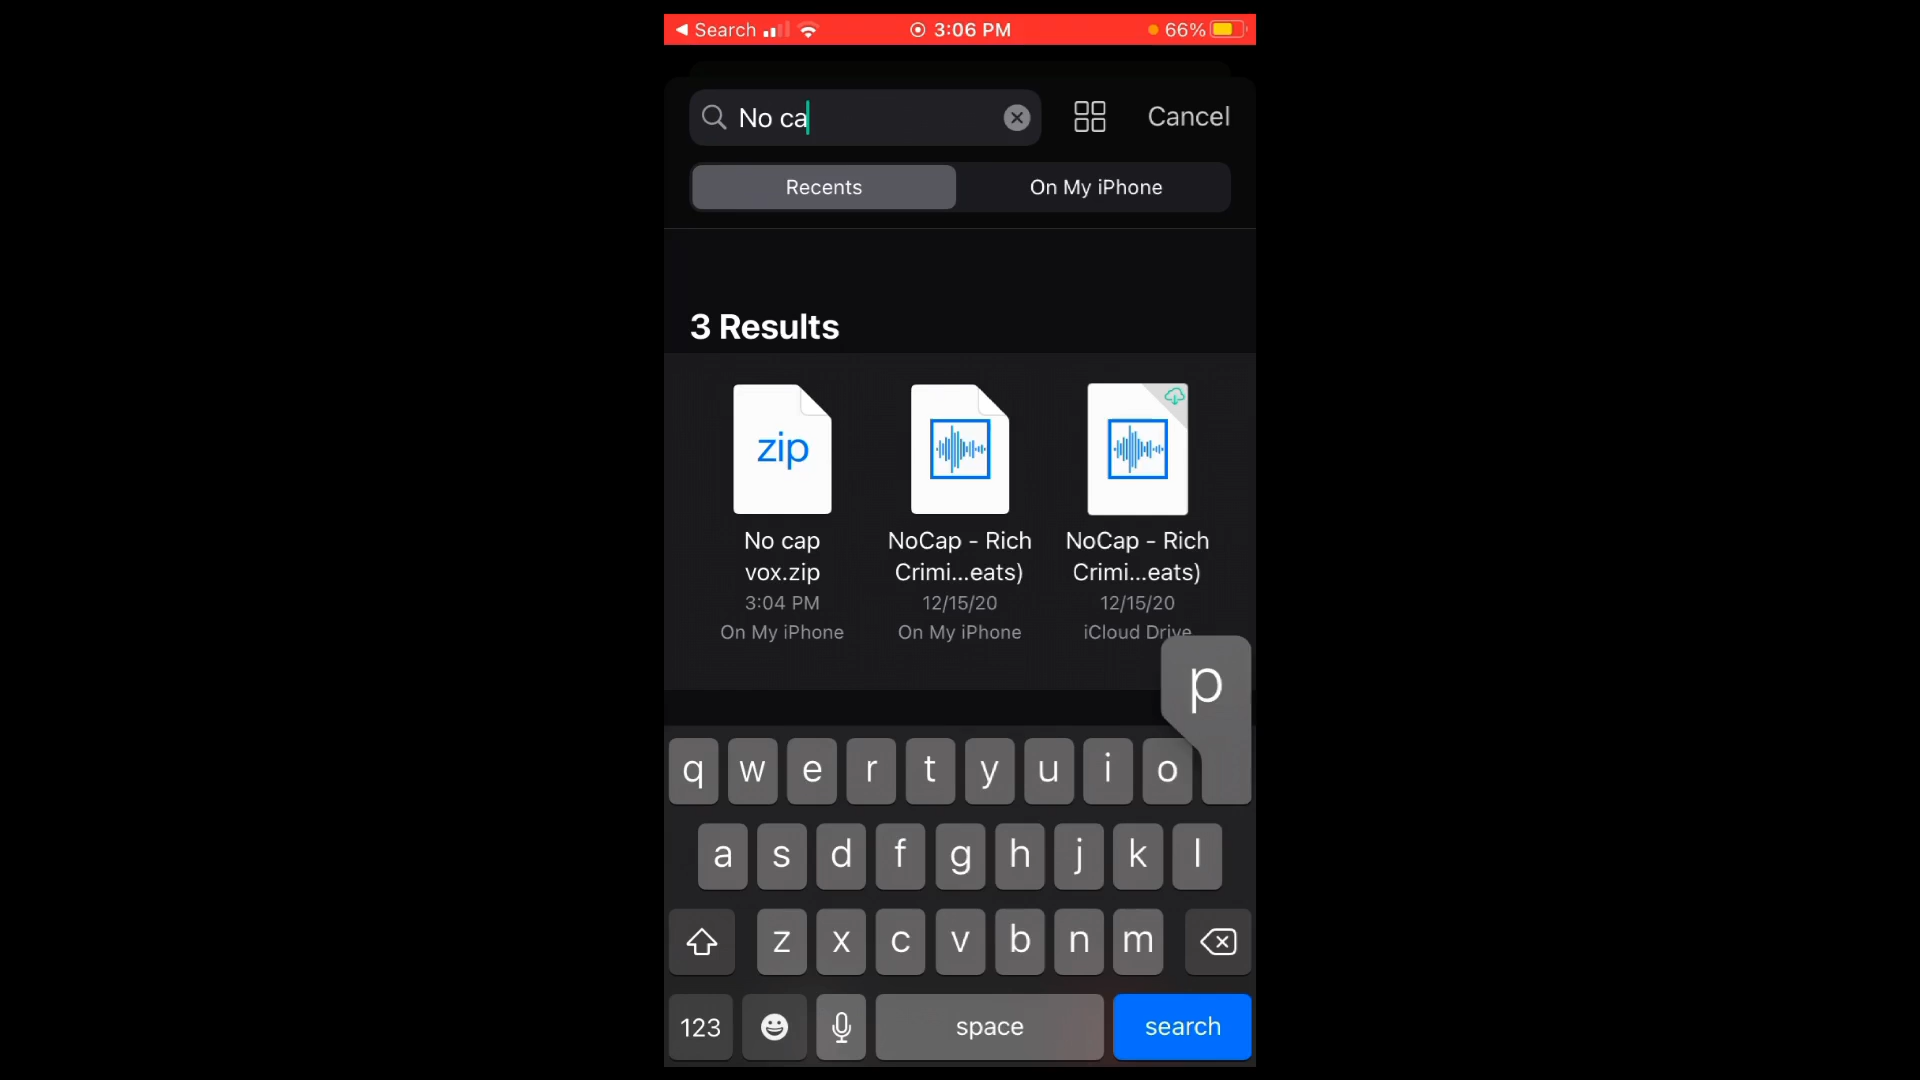 Search 3:06 PM 66%
No ca Cancel
Recents On My iPhone
3 Results
zip
No cap NoCap - Rich NoCap - Rich
vox.zip Crimi...eats) Crimi...eats)
3:04 PM 12/15/20 12/15/20
On My iPhone On My iPhone iCloud Drive
p
q w e r t y u i o
a s d f g h j k l
z x c v b n m
123 space search